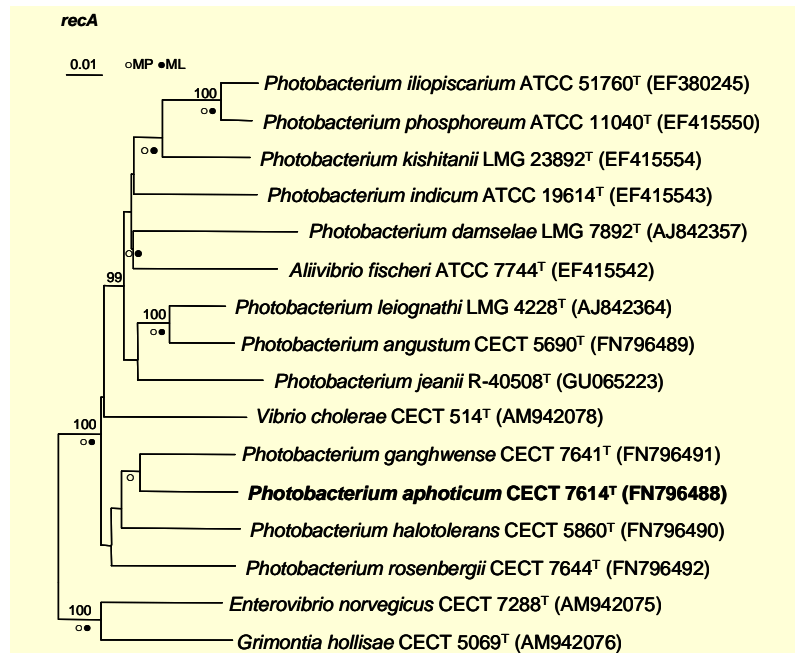 recA
0.01 ○MP ●ML
Photobacterium iliopiscarium ATCC 51760ᵀ (EF380245)
100
○●
Photobacterium phosphoreum ATCC 11040ᵀ (EF415550)
○●
Photobacterium kishitanii LMG 23892ᵀ (EF415554)
Photobacterium indicum ATCC 19614ᵀ (EF415543)
Photobacterium damselae LMG 7892ᵀ (AJ842357)
○●
Aliivibrio fischeri ATCC 7744ᵀ (EF415542)
99
Photobacterium leiognathi LMG 4228ᵀ (AJ842364)
100
○●
Photobacterium angustum CECT 5690ᵀ (FN796489)
Photobacterium jeanii R-40508ᵀ (GU065223)
Vibrio cholerae CECT 514ᵀ (AM942078)
100
○●
Photobacterium ganghwense CECT 7641ᵀ (FN796491)
○
Photobacterium aphoticum CECT 7614ᵀ (FN796488)
Photobacterium halotolerans CECT 5860ᵀ (FN796490)
Photobacterium rosenbergii CECT 7644ᵀ (FN796492)
Enterovibrio norvegicus CECT 7288ᵀ (AM942075)
100
○●
Grimontia hollisae CECT 5069ᵀ (AM942076)